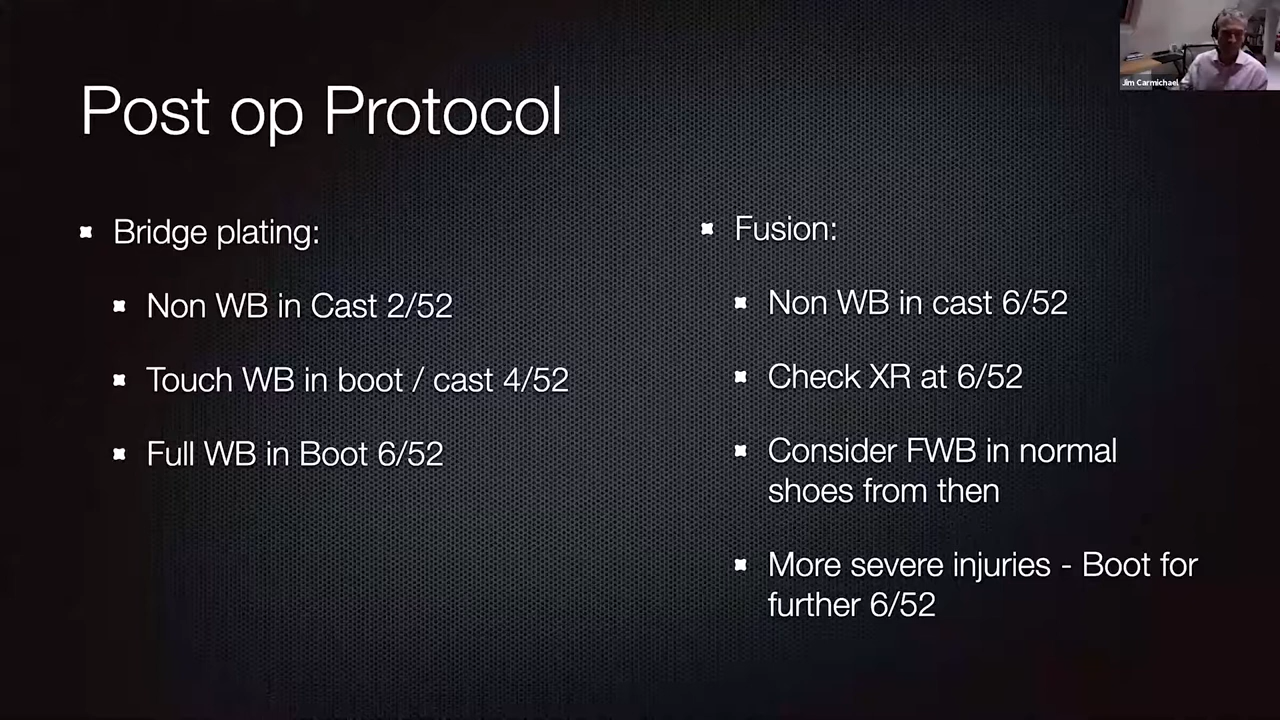 Post op Protocol
Bridge plating:
Non WB in Cast 2/52
Touch WB in boot / cast 4/52
Full WB in Boot 6/52
Fusion:
Non WB in cast 6/52
Check XR at 6/52
Consider FWB in normal
shoes from then
More severe injuries - Boot for
further 6/52
Jim Carmichael